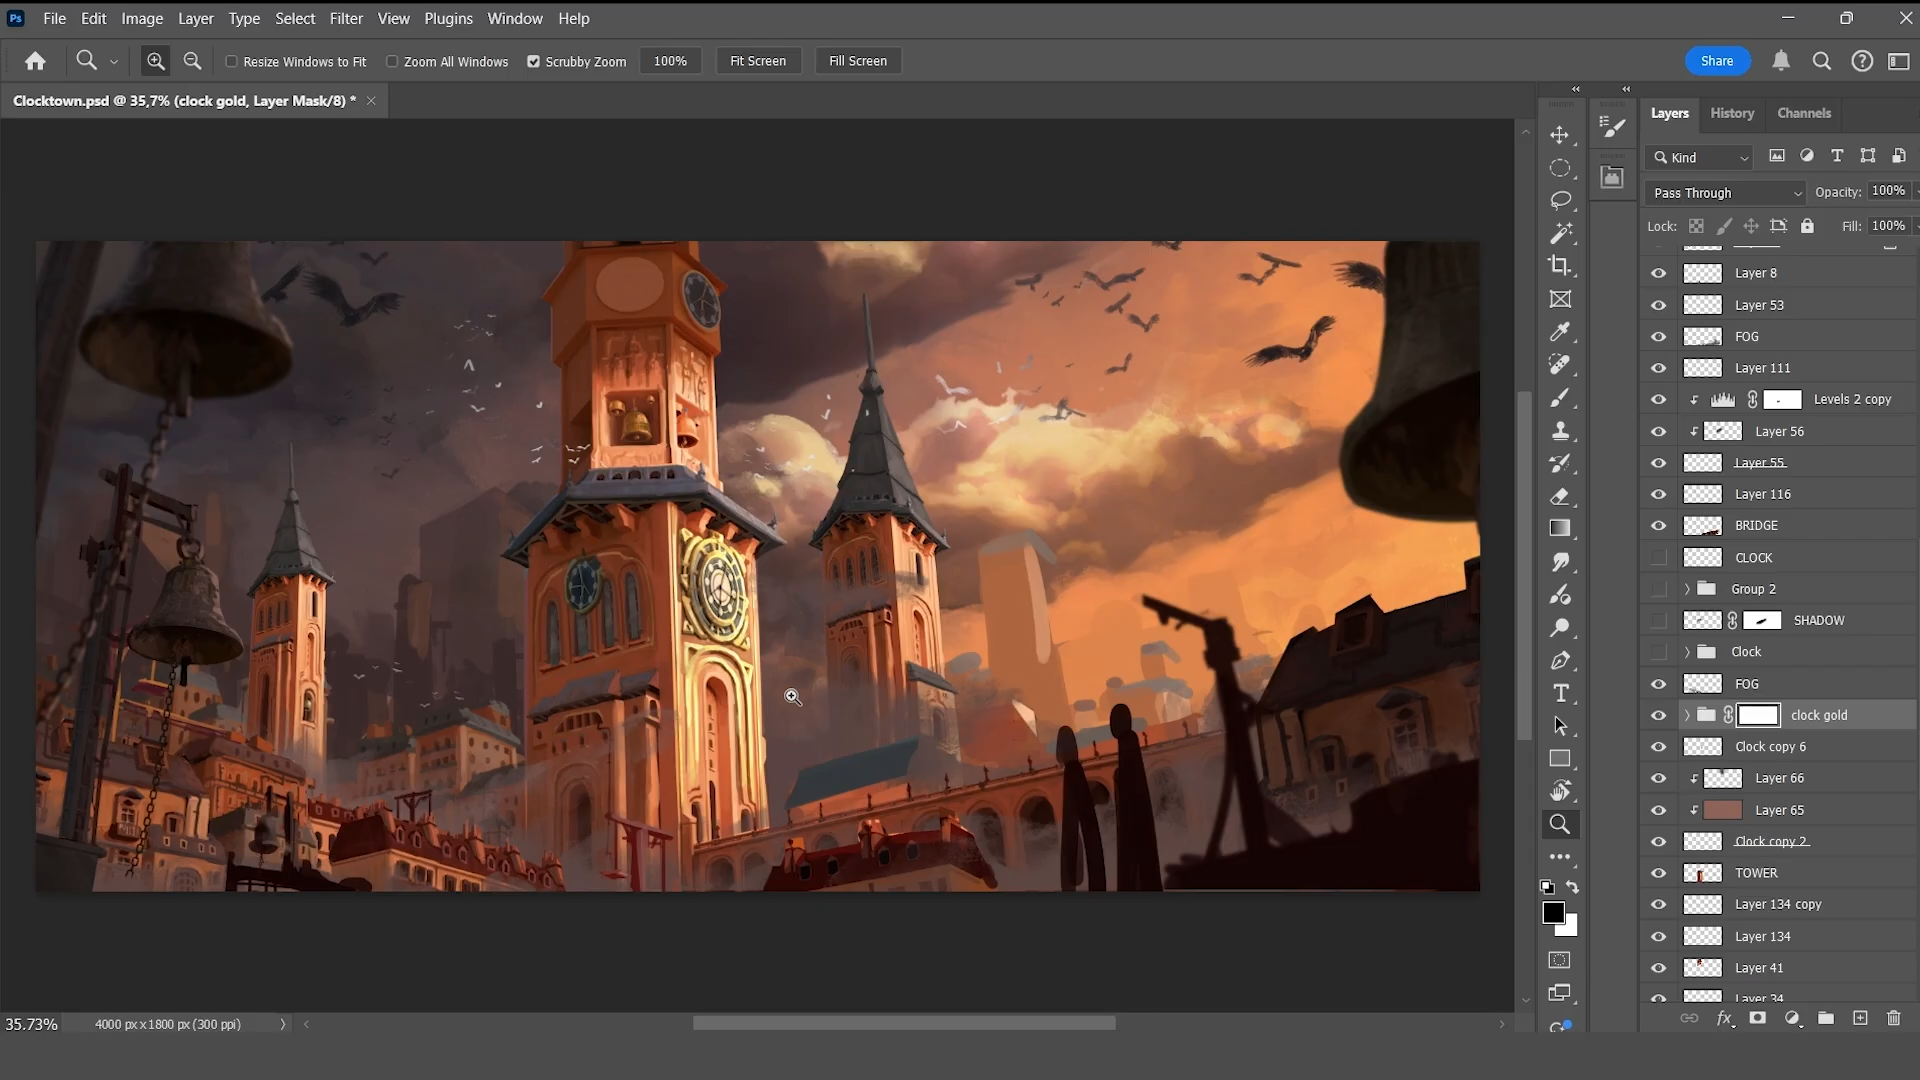 Ps File Edit Image Layer Type Select Filter View Plugins Window Help
Resize Windows to Fit Zoom All Windows Scrubby Zoom 100% Fit Screen Fill Screen Share
Clocktown.psd @ 35,7% (clock gold, Layer Mask/8) *
Layers History Channels
Kind
Pass Through Opacity: 100%
Lock: Fill: 100%
Layer 8
Layer 53
FOG
Layer 111
Levels 2 copy
Layer 56
Layer 55
Layer 116
BRIDGE
CLOCK
Group 2
SHADOW
Clock
FOG
clock gold
Clock copy 6
Layer 66
Layer 65
Clock copy 2
TOWER
Layer 134 copy
Layer 134
Layer 41
Layer 34
fx
35.73% 4000 px x 1800 px (300 ppi)